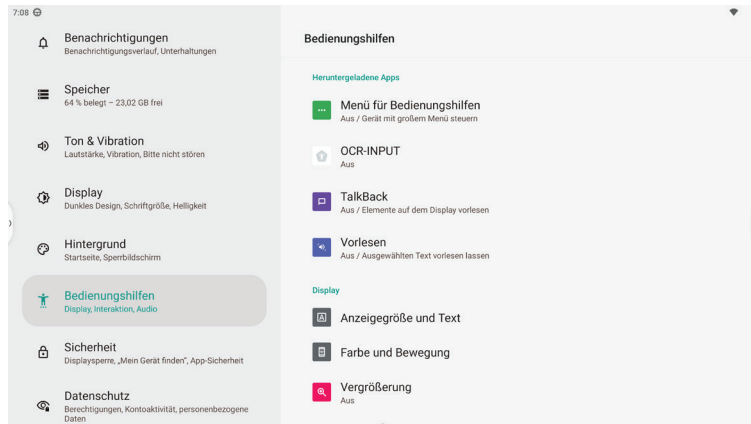 7:08
Benachrichtigungen
Benachrichtigungsverlauf, Unterhaltungen
Speicher
64 % belegt – 23,02 GB frei
Ton & Vibration
Lautstärke, Vibration, Bitte nicht stören
Display
Dunkles Design, Schriftgröße, Helligkeit
Hintergrund
Startseite, Sperrbildschirm
Bedienungshilfen
Display, Interaktion, Audio
Sicherheit
Displaysperre, „Mein Gerät finden“, App-Sicherheit
Datenschutz
Berechtigungen, Kontoaktivität, personenbezogene
Daten
Bedienungshilfen
Heruntergeladene Apps
Menü für Bedienungshilfen
Aus / Gerät mit großem Menü steuern
OCR-INPUT
Aus
TalkBack
Aus / Elemente auf dem Display vorlesen
Vorlesen
Aus / Ausgewählten Text vorlesen lassen
Display
Anzeigegröße und Text
Farbe und Bewegung
Vergrößerung
Aus